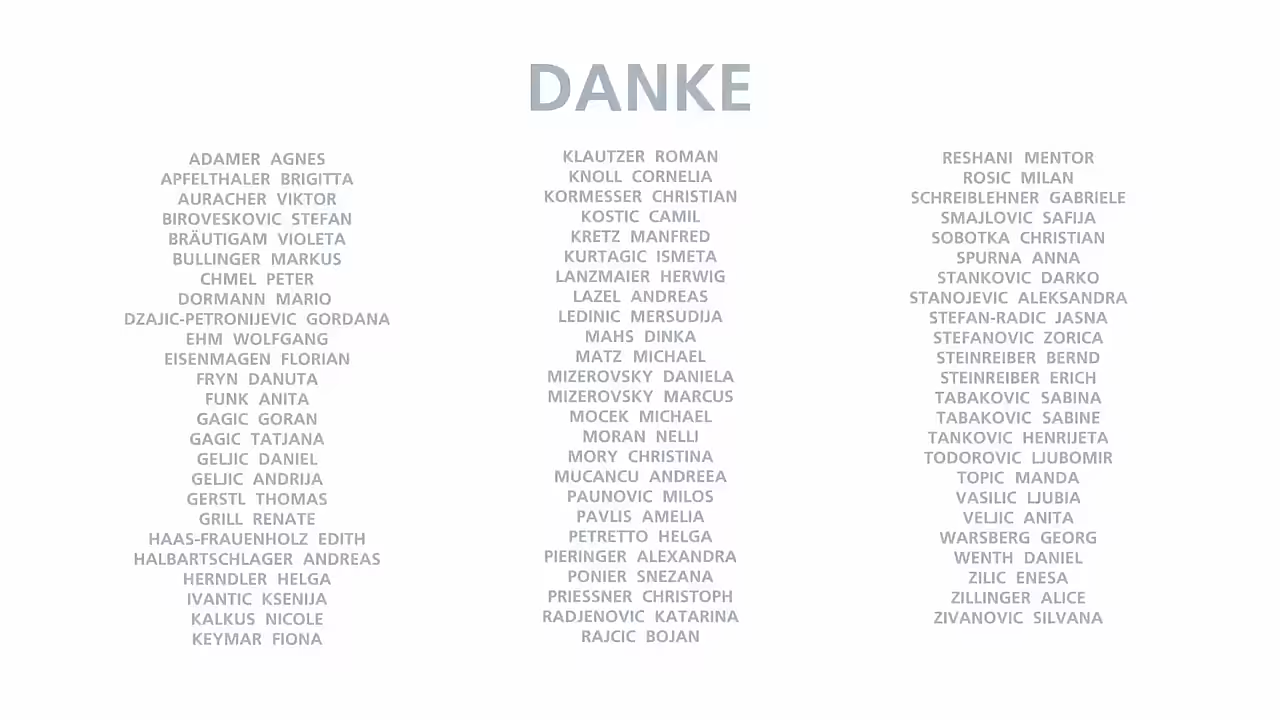 DANKE
ADAMER AGNES
APFELTHALER BRIGITTA
AURACHER VIKTOR
BIROVESKOVIC STEFAN
BRÄUTIGAM VIOLETA
BULLINGER MARKUS
CHMEL PETER
DORMANN MARIO
DZAJIC-PETRONIJEVIC GORDANA
EHM WOLFGANG
EISENMAGEN FLORIAN
FRYN DANUTA
FUNK ANITA
GAGIC GORAN
GAGIC TATJANA
GELJIC DANIEL
GELJIC ANDRIJA
GERSTL THOMAS
GRILL RENATE
HAAS-FRAUENHOLZ EDITH
HALBARTSCHLAGER ANDREAS
HERNDLER HELGA
IVANTIC KSENIJA
KALKUS NICOLE
KEYMAR FIONA
KLAUTZER ROMAN
KNOLL CORNELIA
KORMESSER CHRISTIAN
KOSTIC CAMIL
KRETZ MANFRED
KURTAGIC ISMETA
LANZMAIER HERWIG
LAZEL ANDREAS
LEDINIC MERSUDIJA
MAHS DINKA
MATZ MICHAEL
MIZEROVSKY DANIELA
MIZEROVSKY MARCUS
MOCEK MICHAEL
MORAN NELLI
MORY CHRISTINA
MUCANCU ANDREEA
PAUNOVIC MILOS
PAVLIS AMELIA
PETRETTO HELGA
PIERINGER ALEXANDRA
PONIER SNEZANA
PRIESSNER CHRISTOPH
RADJENOVIC KATARINA
RAJCIC BOJAN
RESHANI MENTOR
ROSIC MILAN
SCHREIBLEHNER GABRIELE
SMAJLOVIC SAFIJA
SOBOTKA CHRISTIAN
SPURNA ANNA
STANKOVIC DARKO
STANOJEVIC ALEKSANDRA
STEFAN-RADIC JASNA
STEFANOVIC ZORICA
STEINREIBER BERND
STEINREIBER ERICH
TABAKOVIC SABINA
TABAKOVIC SABINE
TANKOVIC HENRIJETA
TODOROVIC LJUBOMIR
TOPIC MANDA
VASILIC LJUBIA
VELJIC ANITA
WARSBERG GEORG
WENTH DANIEL
ZILIC ENESA
ZILLINGER ALICE
ZIVANOVIC SILVANA